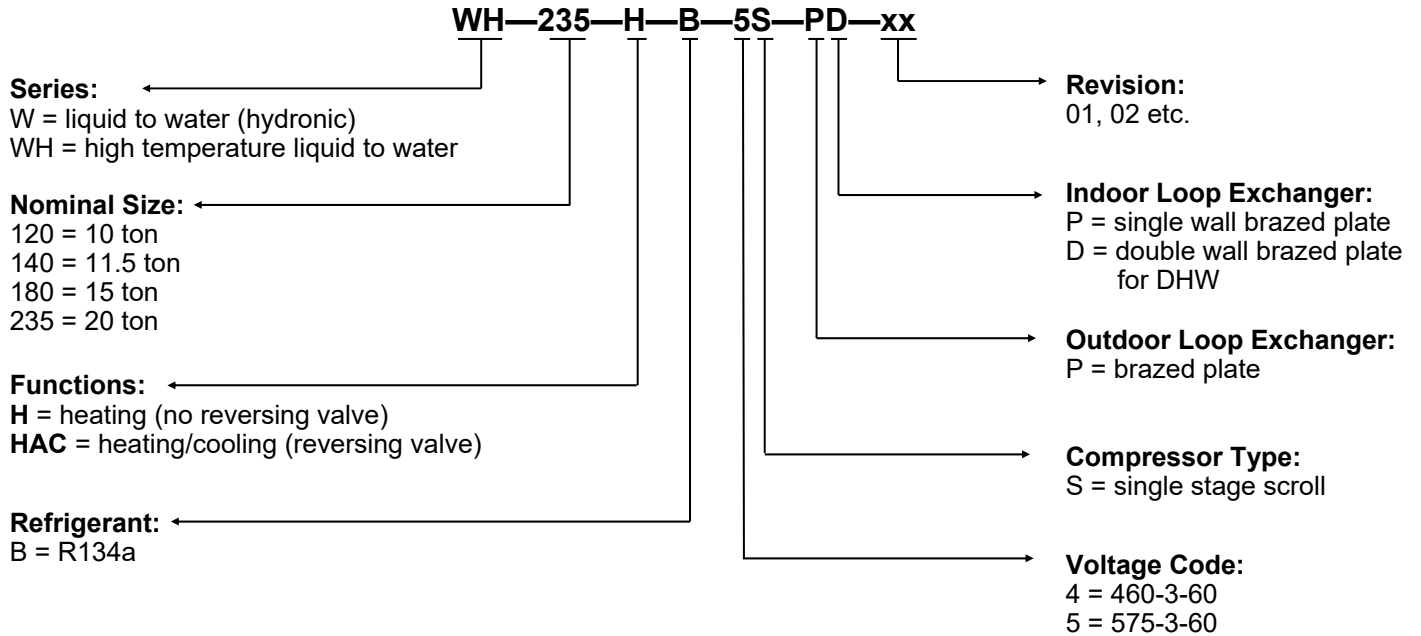 WH—235—H—B—5S—PD—xx
Series:
W = liquid to water (hydronic)
WH = high temperature liquid to water
Nominal Size:
120 = 10 ton
140 = 11.5 ton
180 = 15 ton
235 = 20 ton
Functions:
H = heating (no reversing valve)
HAC = heating/cooling (reversing valve)
Refrigerant:
B = R134a
Revision:
01, 02 etc.
Indoor Loop Exchanger:
P = single wall brazed plate
D = double wall brazed plate
for DHW
Outdoor Loop Exchanger:
P = brazed plate
Compressor Type:
S = single stage scroll
Voltage Code:
4 = 460-3-60
5 = 575-3-60